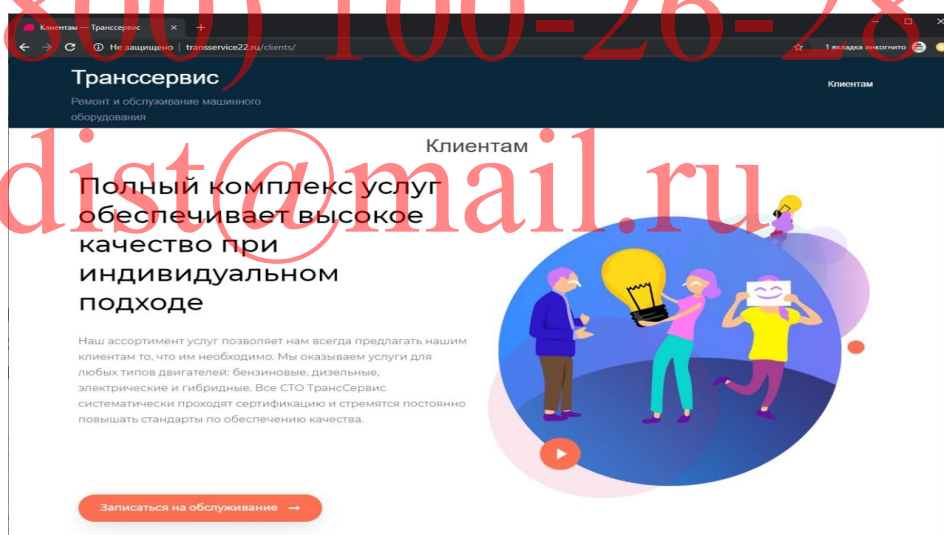 800) 100-26-28,
Клиентам — Транссервис
Не защищено | transservice22.ru/clients/
1 вкладка инкогнито
Транссервис
Клиентам
Ремонт и обслуживание машинного
оборудования
Клиентам
dist@mail.ru
Полный комплекс услуг
обеспечивает высокое
качество при
индивидуальном
подходе
Наш ассортимент услуг позволяет нам всегда предлагать нашим
клиентам то, что им необходимо. Мы оказываем услуги для
любых типов двигателей: бензиновые, дизельные,
электрические и гибридные. Все СТО ТрансСервис
систематически проходят сертификацию и стремятся постоянно
повышать стандарты по обеспечению качества.
Записаться на обслуживание →